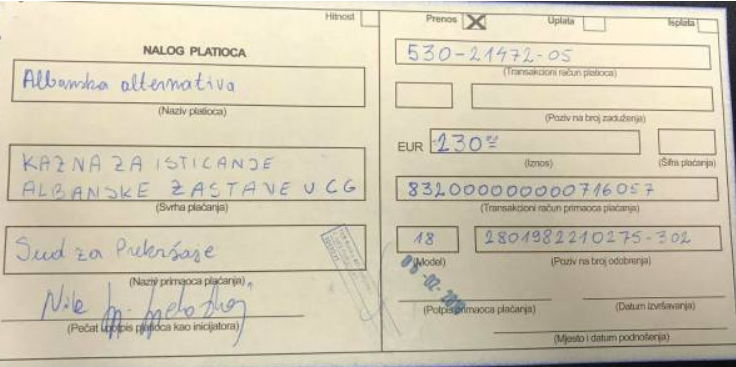 Hitnost
Prenos X
Uplata
Isplata
NALOG PLATIOCA
Albanska alternativa
(Naziv platioca)
530-21472-05
(Transakcioni račun platioca)
(Poziv na broj zaduženja)
EUR 230
(Iznos)
(Šifra plaćanja)
KAZNA ZA ISTICANJE
ALBANSKE ZASTAVE U CG
(Svrha plaćanja)
8320000000000716057
(Transakcioni račun primaoca plaćanja)
Sud za Prekršaje
(Naziv primaoca plaćanja)
18
(Model)
2801982210275-302
(Poziv na broj odobrenja)
(Pečat i potpis platioca kao inicijatora)
(Potpis primaoca plaćanja)
(Datum izvršavanja)
(Mjesto i datum podnošenja)